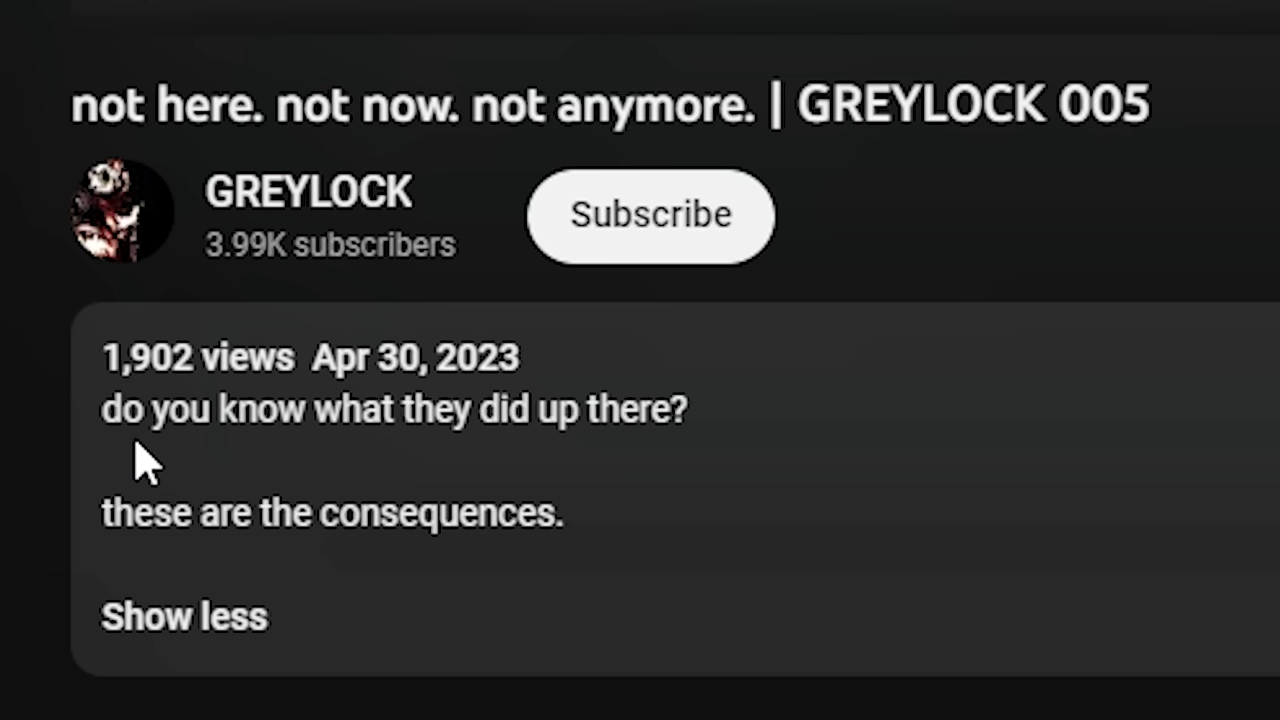 not here. not now. not anymore. | GREYLOCK 005
GREYLOCK
3.99K subscribers
Subscribe
1,902 views  Apr 30, 2023
do you know what they did up there?
these are the consequences.
Show less